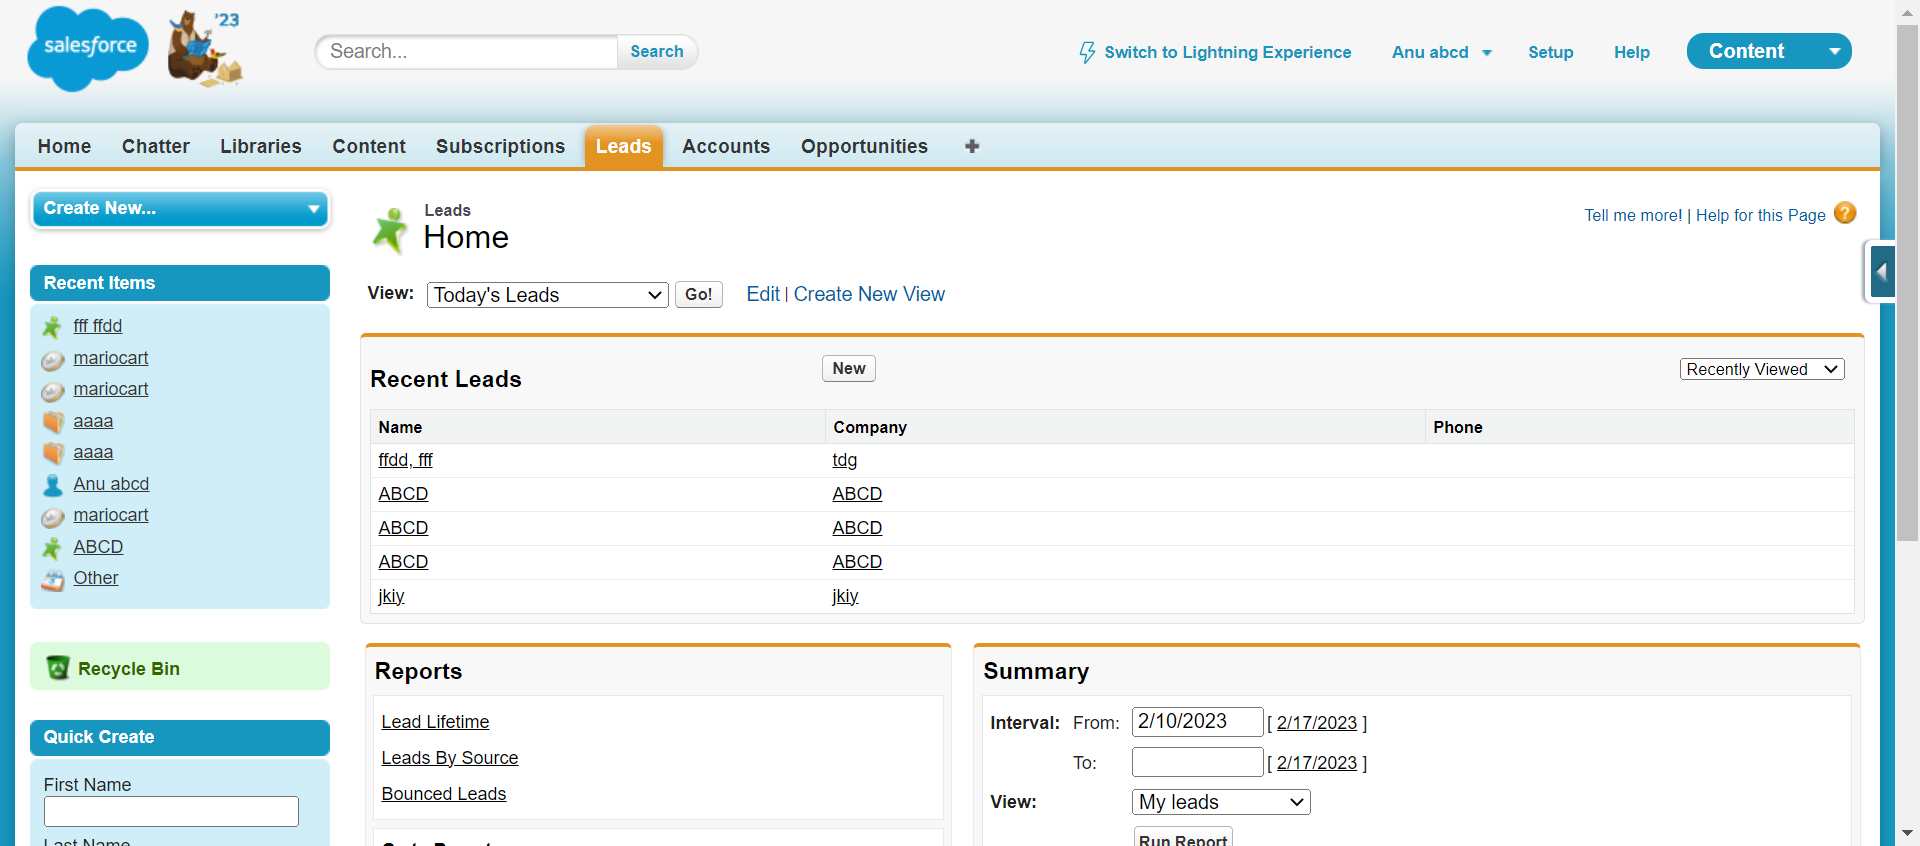 salesforce
'23
Search...
Search
Switch to Lightning Experience
Anu abcd
Setup
Help
Content
Home
Chatter
Libraries
Content
Subscriptions
Leads
Accounts
Opportunities
+
Create New...
Leads
Home
Tell me more! | Help for this Page
?
Recent Items
fff ffdd
mariocart
mariocart
aaaa
aaaa
Anu abcd
mariocart
ABCD
Other
View:
Today's Leads
Go!
Edit | Create New View
Recent Leads
New
Recently Viewed
Name Company Phone
ffdd, fff tdg
ABCD ABCD
ABCD ABCD
ABCD ABCD
jkiy jkiy
Recycle Bin
Quick Create
First Name
Last Name
Reports
Lead Lifetime
Leads By Source
Bounced Leads
Summary
Interval: From: 2/10/2023 [ 2/17/2023 ]
To: [ 2/17/2023 ]
View: My leads
Run Report